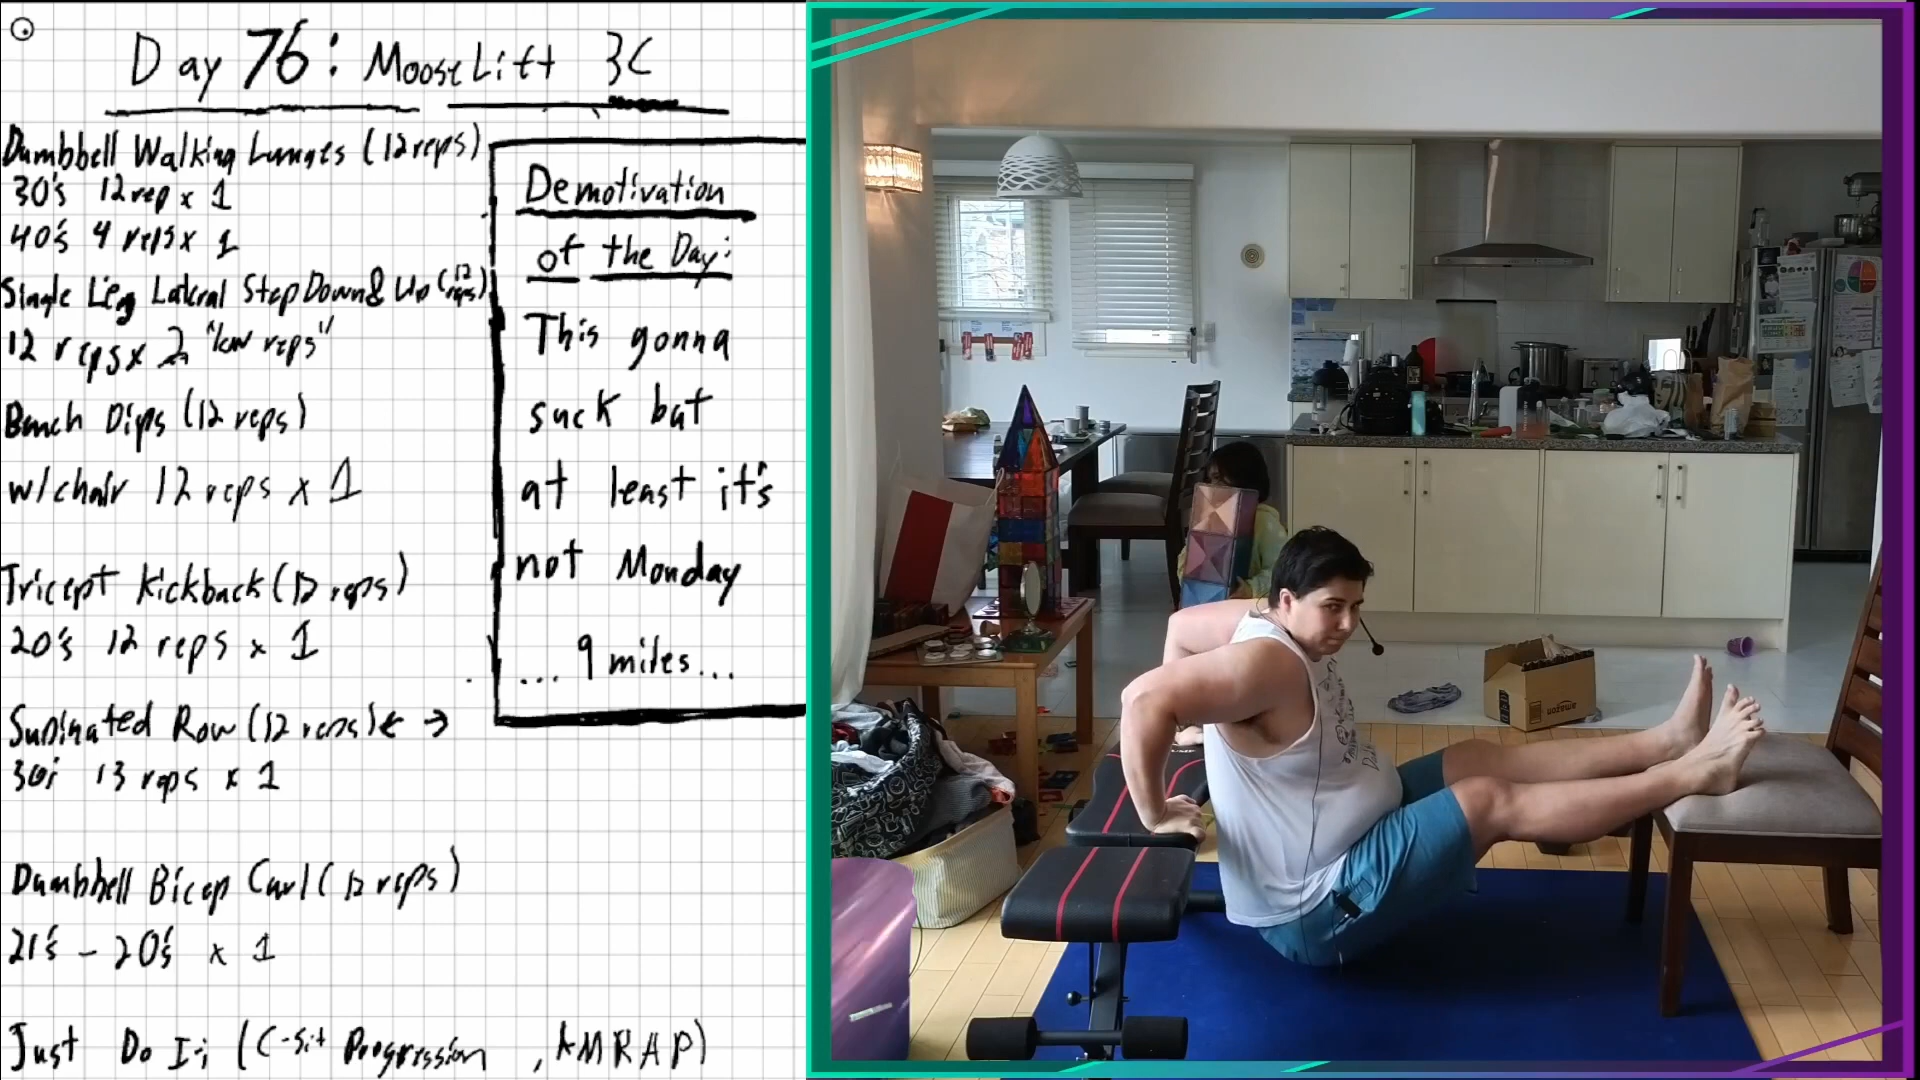 Day 76: MooseLift 3C
Dumbbell Walking Lunges (12 reps)
30's 12 rep x 1
40's 4 reps x 1
Single Leg Lateral Step Down & Up (12 reps)
12 reps x 2 "low reps"
Bench Dips (12 reps)
w/chair 12 reps x 1
Tricept Kickback (12 reps)
20's 12 reps x 1
Supinated Row (12 reps) ← →
30's 13 reps x 1
Dumbbell Bicep Curl (12 reps)
21's - 20's x 1
Just Do It; (C-sit Progression, AMRAP)
Demotivation
of the Day:
This gonna
suck but
at least it's
not Monday
... 9 miles...
amazon